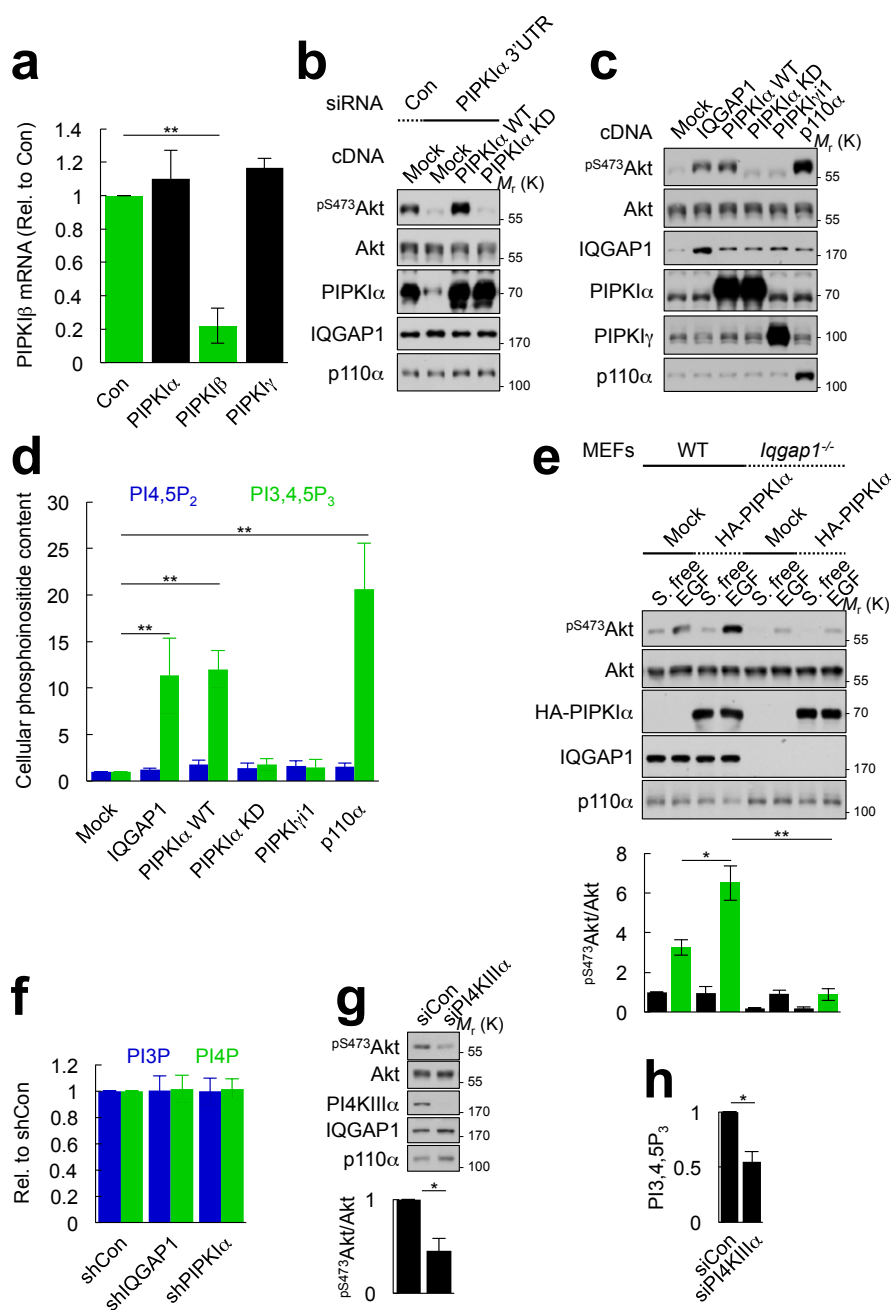 a
PIPKIβ mRNA (Rel. to Con)
1.4
1.2
1
0.8
0.6
0.4
0.2
0
**
Con
PIPKIα
PIPKIβ
PIPKIγ
b
siRNA
Con
PIPKIα 3'UTR
cDNA
Mock
Mock
PIPKIα WT
PIPKIα KD
Mr (K)
pS473Akt
55
Akt
55
PIPKIα
70
IQGAP1
170
p110α
100
c
cDNA
Mock
IQGAP1
PIPKIα WT
PIPKIα KD
PIPKIγi1
p110α
Mr (K)
pS473Akt
55
Akt
55
IQGAP1
170
PIPKIα
70
PIPKIγ
100
p110α
100
d
Cellular phosphoinositide content
PI4,5P2
PI3,4,5P3
30
25
20
15
10
5
0
**
**
**
Mock
IQGAP1
PIPKIα WT
PIPKIα KD
PIPKIγi1
p110α
e
MEFs
WT
Iqgap1-/-
Mock
HA-PIPKIα
Mock
HA-PIPKIα
S. free
EGF
S. free
EGF
S. free
EGF
S. free
EGF
Mr (K)
pS473Akt
55
Akt
55
HA-PIPKIα
70
IQGAP1
170
p110α
100
pS473Akt/Akt
8
6
4
2
0
*
**
f
Rel. to shCon
PI3P
PI4P
1.2
1
0.8
0.6
0.4
0.2
0
shCon
shIQGAP1
shPIPKIα
g
siCon
siPI4KIIIα
Mr (K)
pS473Akt
55
Akt
55
PI4KIIIα
170
IQGAP1
170
p110α
100
pS473Akt/Akt
1
0
*
h
PI3,4,5P3
1
0.5
0
*
siCon
siPI4KIIIα